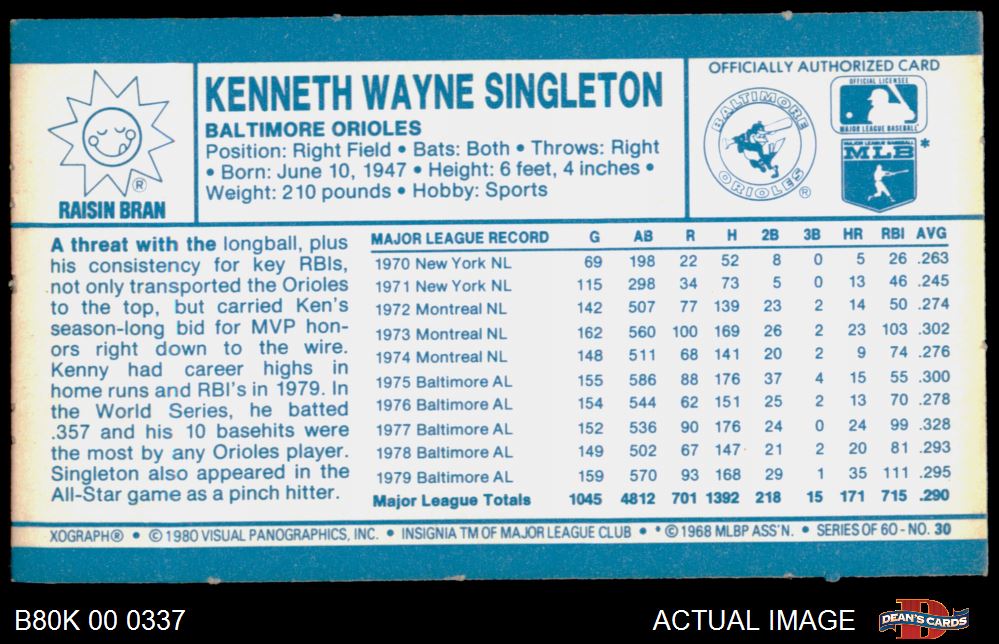 KENNETH WAYNE SINGLETON
BALTIMORE ORIOLES
Position: Right Field • Bats: Both • Throws: Right
• Born: June 10, 1947 • Height: 6 feet, 4 inches •
Weight: 210 pounds • Hobby: Sports
®
RAISIN BRAN
OFFICIALLY AUTHORIZED CARD
BALTIMORE
ORIOLES
®
OFFICIAL LICENSEE
MAJOR LEAGUE BASEBALL
MAJOR LEAGUE BASEBALL
MLB *
A threat with the longball, plus
his consistency for key RBIs,
not only transported the Orioles
to the top, but carried Ken's
season-long bid for MVP hon-
ors right down to the wire.
Kenny had career highs in
home runs and RBI's in 1979. In
the World Series, he batted
.357 and his 10 basehits were
the most by any Orioles player.
Singleton also appeared in the
All-Star game as a pinch hitter.
MAJOR LEAGUE RECORD G AB R H 2B 3B HR RBI AVG
1970 New York NL 69 198 22 52 8 0 5 26 .263
1971 New York NL 115 298 34 73 5 0 13 46 .245
1972 Montreal NL 142 507 77 139 23 2 14 50 .274
1973 Montreal NL 162 560 100 169 26 2 23 103 .302
1974 Montreal NL 148 511 68 141 20 2 9 74 .276
1975 Baltimore AL 155 586 88 176 37 4 15 55 .300
1976 Baltimore AL 154 544 62 151 25 2 13 70 .278
1977 Baltimore AL 152 536 90 176 24 0 24 99 .328
1978 Baltimore AL 149 502 67 147 21 2 20 81 .293
1979 Baltimore AL 159 570 93 168 29 1 35 111 .295
Major League Totals 1045 4812 701 1392 218 15 171 715 .290
XOGRAPH® • © 1980 VISUAL PANOGRAPHICS, INC. • INSIGNIA TM OF MAJOR LEAGUE CLUB • * © 1968 MLBP ASS'N. • SERIES OF 60 - NO. 30
B80K 00 0337
ACTUAL IMAGE
DEAN'S CARDS